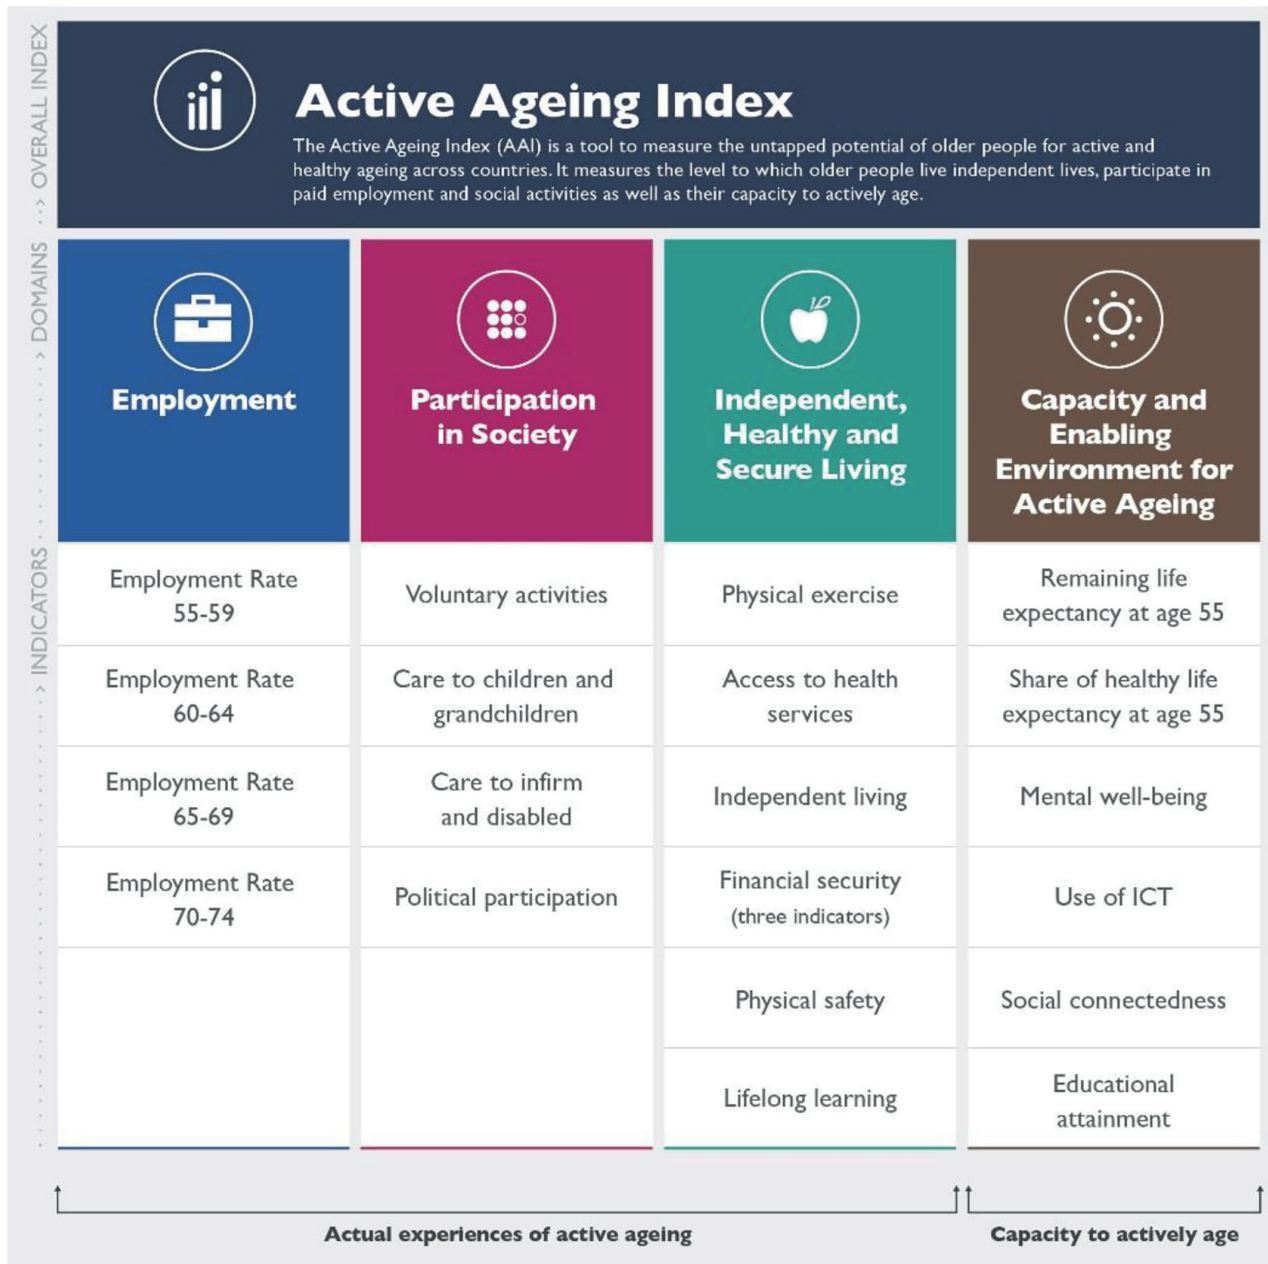 OVERALL INDEX
Active Ageing Index
The Active Ageing Index (AAI) is a tool to measure the untapped potential of older people for active and
healthy ageing across countries. It measures the level to which older people live independent lives, participate in
paid employment and social activities as well as their capacity to actively age.
DOMAINS
Employment
Participation
in Society
Independent,
Healthy and
Secure Living
Capacity and
Enabling
Environment for
Active Ageing
INDICATORS
Employment Rate
55-59
Voluntary activities
Physical exercise
Remaining life
expectancy at age 55
Employment Rate
60-64
Care to children and
grandchildren
Access to health
services
Share of healthy life
expectancy at age 55
Employment Rate
65-69
Care to infirm
and disabled
Independent living
Mental well-being
Employment Rate
70-74
Political participation
Financial security
(three indicators)
Use of ICT
Physical safety
Social connectedness
Lifelong learning
Educational
attainment
Actual experiences of active ageing
Capacity to actively age